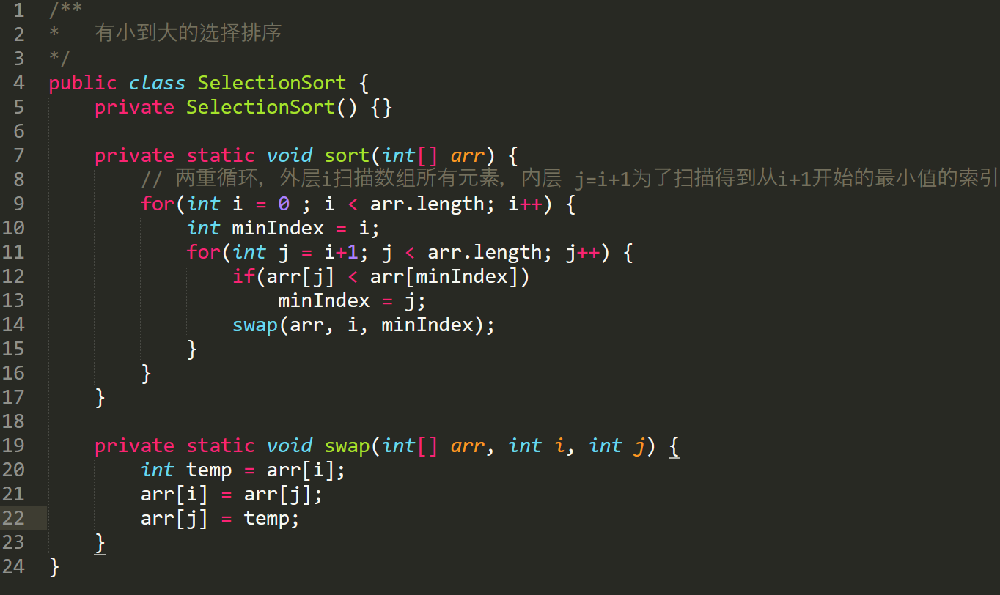 1 /**
2 *   有小到大的选择排序
3 */
4 public class SelectionSort {
5     private SelectionSort() {}
6
7     private static void sort(int[] arr) {
8         // 两重循环, 外层i扫描数组所有元素, 内层 j=i+1为了扫描得到从i+1开始的最小值的索引
9         for(int i = 0 ; i < arr.length; i++) {
10             int minIndex = i;
11             for(int j = i+1; j < arr.length; j++) {
12                 if(arr[j] < arr[minIndex])
13                     minIndex = j;
14                 swap(arr, i, minIndex);
15             }
16         }
17     }
18
19     private static void swap(int[] arr, int i, int j) {
20         int temp = arr[i];
21         arr[i] = arr[j];
22         arr[j] = temp;
23     }
24 }